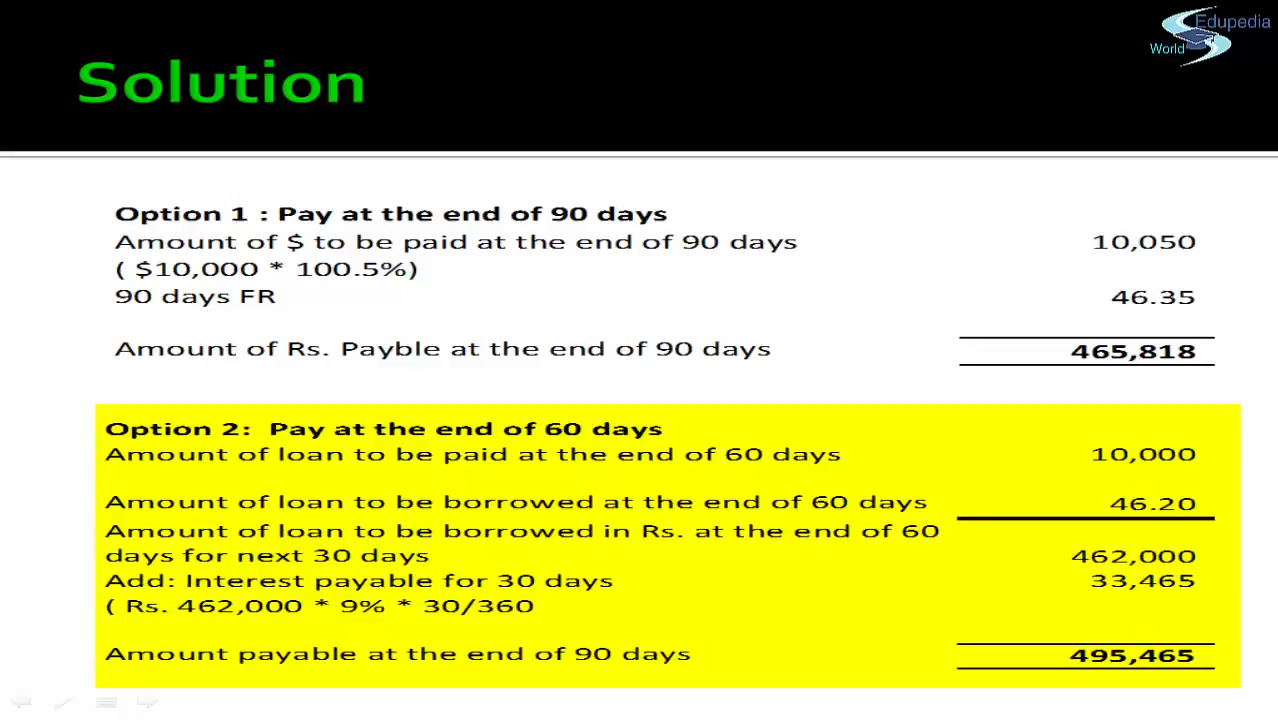 Edupedia
World
Solution
Option 1 : Pay at the end of 90 days
Amount of $ to be paid at the end of 90 days 10,050
( $10,000 * 100.5%)
90 days FR 46.35
Amount of Rs. Payble at the end of 90 days 465,818
Option 2: Pay at the end of 60 days
Amount of loan to be paid at the end of 60 days 10,000
Amount of loan to be borrowed at the end of 60 days 46.20
Amount of loan to be borrowed in Rs. at the end of 60
days for next 30 days 462,000
Add: Interest payable for 30 days 33,465
( Rs. 462,000 * 9% * 30/360
Amount payable at the end of 90 days 495,465